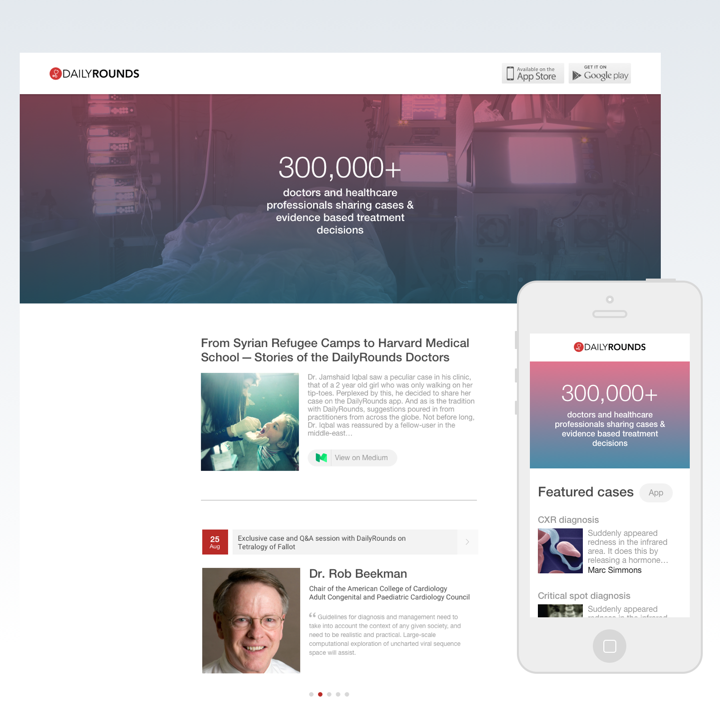 DAILYROUNDS
Available on the
App Store
GET IT ON
Google play
300,000+
doctors and healthcare
professionals sharing cases &
evidence based treatment
decisions
From Syrian Refugee Camps to Harvard Medical
School — Stories of the DailyRounds Doctors
Dr. Jamshaid Iqbal saw a peculiar case in his clinic,
that of a 2 year old girl who was only walking on her
tip-toes. Perplexed by this, he decided to share her
case on the DailyRounds app. And as is the tradition
with DailyRounds, suggestions poured in from
practitioners from across the globe. Not before long,
Dr. Iqbal was reassured by a fellow-user in the
middle-east...
View on Medium
25
Aug
Exclusive case and Q&A session with DailyRounds on
Tetralogy of Fallot
Dr. Rob Beekman
Chair of the American College of Cardiology
Adult Congenital and Paediatric Cardiology Council
“ Guidelines for diagnosis and management need to
take into account the context of any given society, and
need to be realistic and practical. Large-scale
computational exploration of uncharted viral sequence
space will assist.
DAILYROUNDS
300,000+
doctors and healthcare
professionals sharing cases &
evidence based treatment
decisions
Featured cases
App
CXR diagnosis
Suddenly appeared
redness in the infrared
area. It does this by
releasing a hormone...
Marc Simmons
Critical spot diagnosis
Suddenly appeared
redness in the infrared